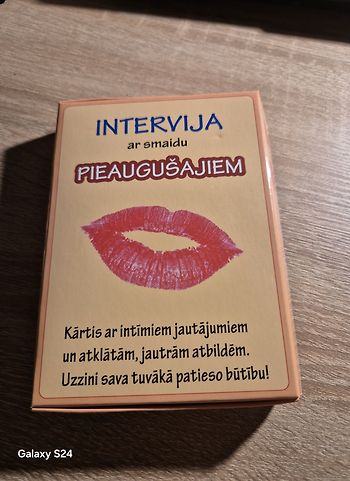 INTERVIJA
ar smaidu
PIEAUGUŠAJIEM
Kārtis ar intīmiem jautājumiem
un atklātām, jautrām atbildēm.
Uzzini sava tuvākā patieso būtību!
Galaxy S24